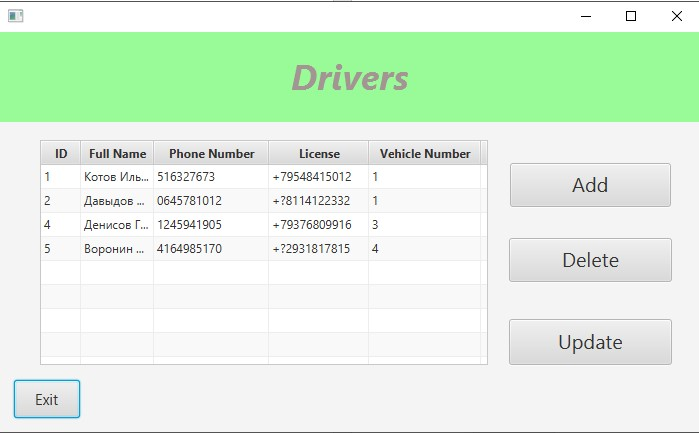 Drivers
ID Full Name Phone Number License Vehicle Number
1 Котов Иль... 516327673 +79548415012 1
2 Давыдов ... 0645781012 +?8114122332 1
4 Денисов Г... 1245941905 +79376809916 3
5 Воронин ... 4164985170 +?2931817815 4
Add
Delete
Update
Exit